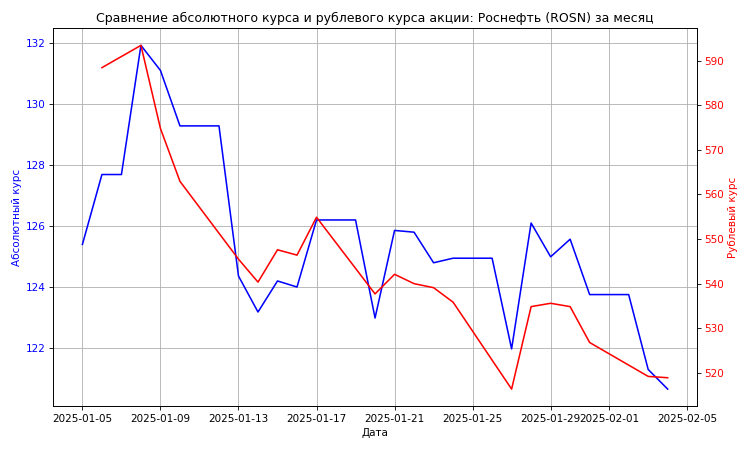 Сравнение абсолютного курса и рублевого курса акции: Роснефть (ROSN) за месяц
132
130
128
126
124
122
Абсолютный курс
590
580
570
560
550
540
530
520
Рублевый курс
2025-01-05 2025-01-09 2025-01-13 2025-01-17 2025-01-21 2025-01-25 2025-01-29 2025-02-01 2025-02-05
Дата